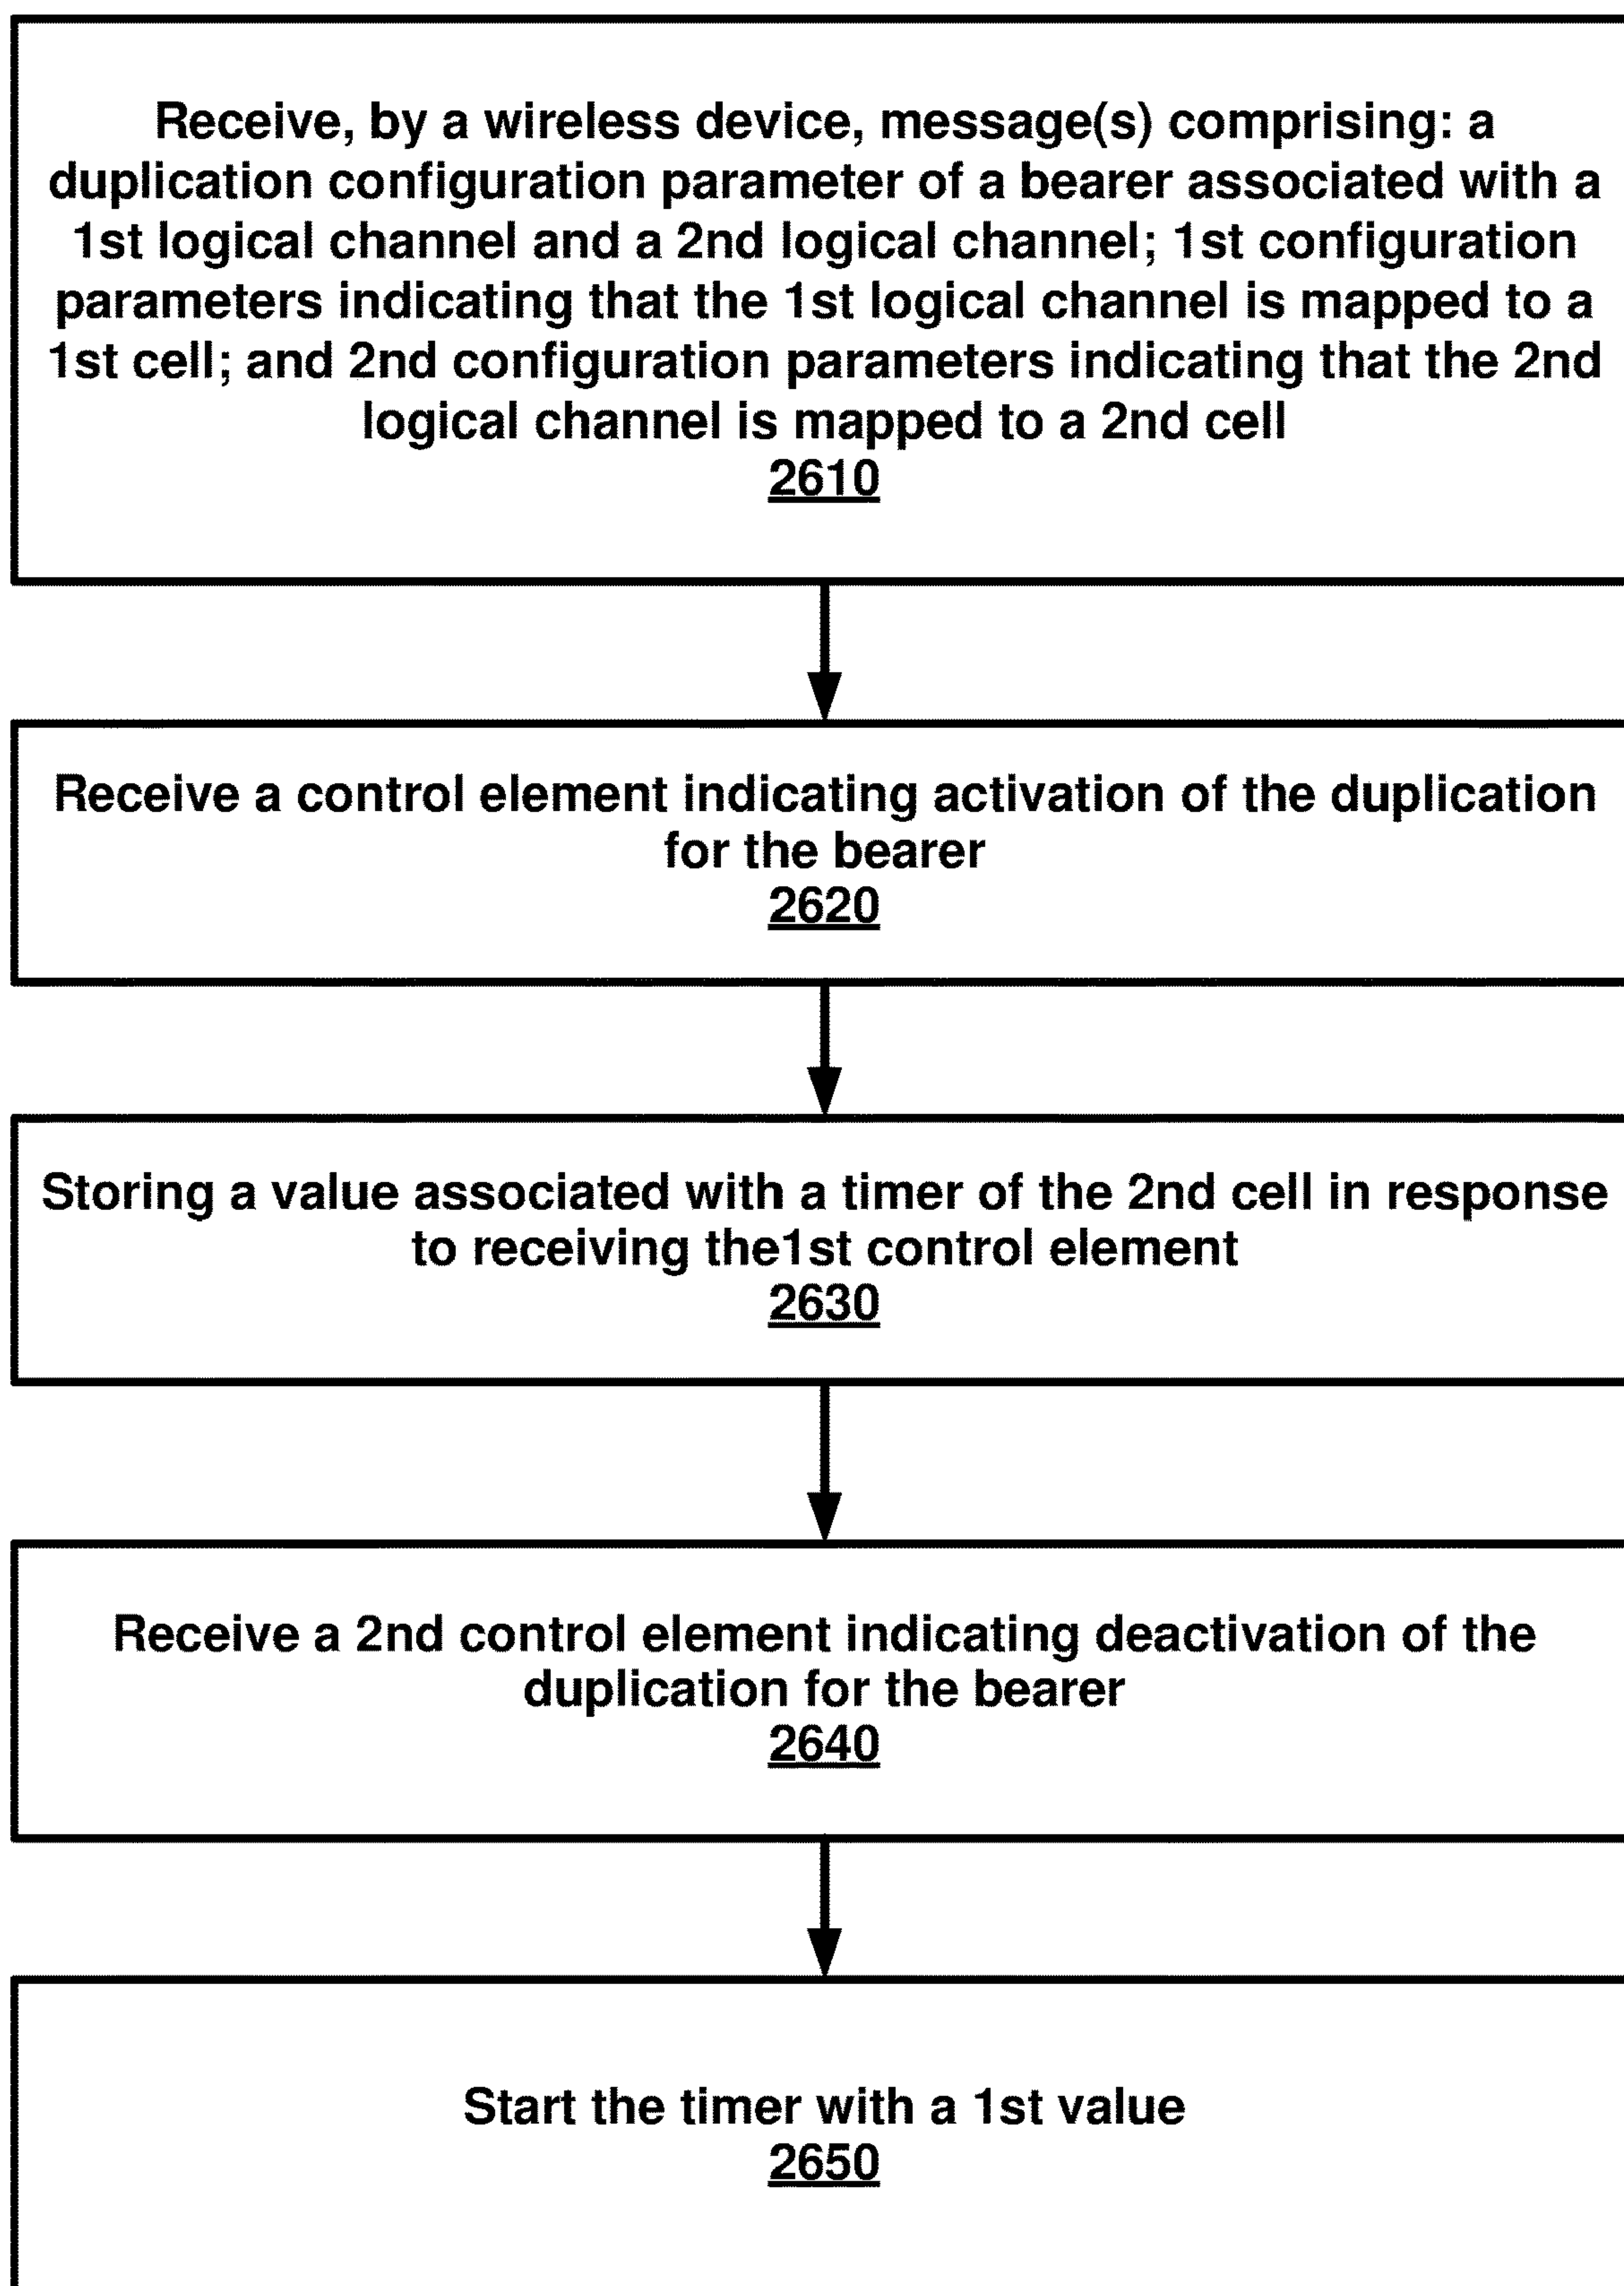 Receive, by a wireless device, message(s) comprising: a
duplication configuration parameter of a bearer associated with a
1st logical channel and a 2nd logical channel; 1st configuration
parameters indicating that the 1st logical channel is mapped to a
1st cell; and 2nd configuration parameters indicating that the 2nd
logical channel is mapped to a 2nd cell
2610
Receive a control element indicating activation of the duplication
for the bearer
2620
Storing a value associated with a timer of the 2nd cell in response
to receiving the1st control element
2630
Receive a 2nd control element indicating deactivation of the
duplication for the bearer
2640
Start the timer with a 1st value
2650